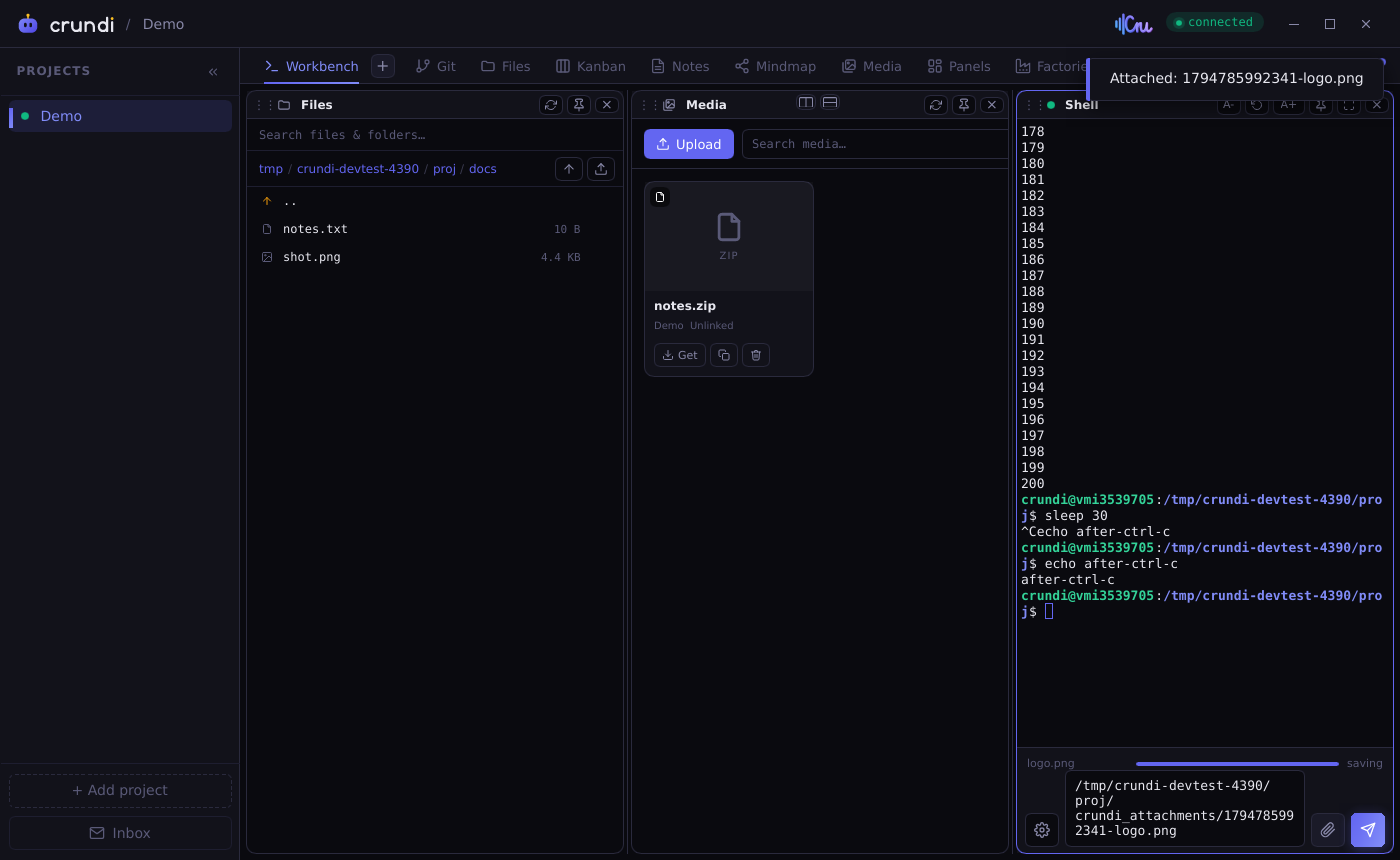 crundi / Demo
Cru
connected
PROJECTS «
Demo
+ Add project
Inbox
Workbench + Git Files Kanban Notes Mindmap Media Panels Factorie
Attached: 1794785992341-logo.png
Files
Search files & folders…
tmp / crundi-devtest-4390 / proj / docs
..
notes.txt 10 B
shot.png 4.4 KB
Media
Upload Search media…
ZIP
notes.zip
Demo Unlinked
Get
Shell A- A+
178
179
180
181
182
183
184
185
186
187
188
189
190
191
192
193
194
195
196
197
198
199
200
crundi@vmi3539705:/tmp/crundi-devtest-4390/pro
j$ sleep 30
^Cecho after-ctrl-c
crundi@vmi3539705:/tmp/crundi-devtest-4390/pro
j$ echo after-ctrl-c
after-ctrl-c
crundi@vmi3539705:/tmp/crundi-devtest-4390/pro
j$
logo.png saving
/tmp/crundi-devtest-4390/
proj/
crundi_attachments/179478599
2341-logo.png